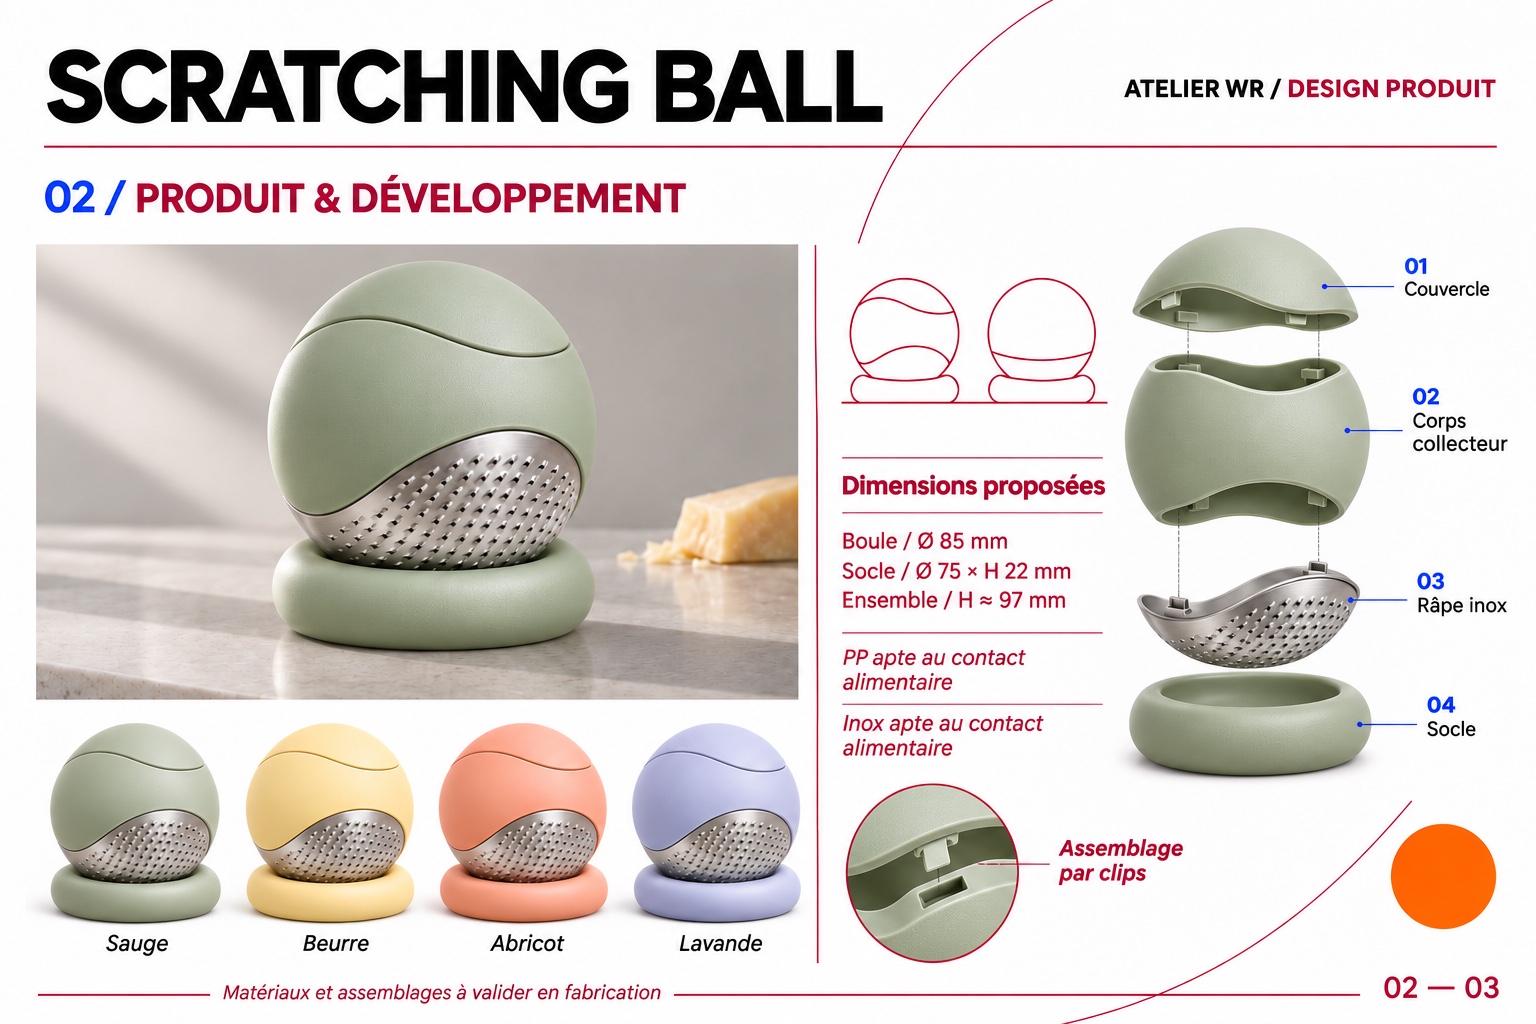 SCRATCHING BALL
ATELIER WR / DESIGN PRODUIT
02 / PRODUIT & DÉVELOPPEMENT
01
Couvercle
02
Corps
collecteur
03
Râpe inox
04
Socle
Dimensions proposées
Boule / Ø 85 mm
Socle / Ø 75 × H 22 mm
Ensemble / H ≈ 97 mm
PP apte au contact
alimentaire
Inox apte au contact
alimentaire
Assemblage
par clips
Sauge
Beurre
Abricot
Lavande
Matériaux et assemblages à valider en fabrication
02 — 03